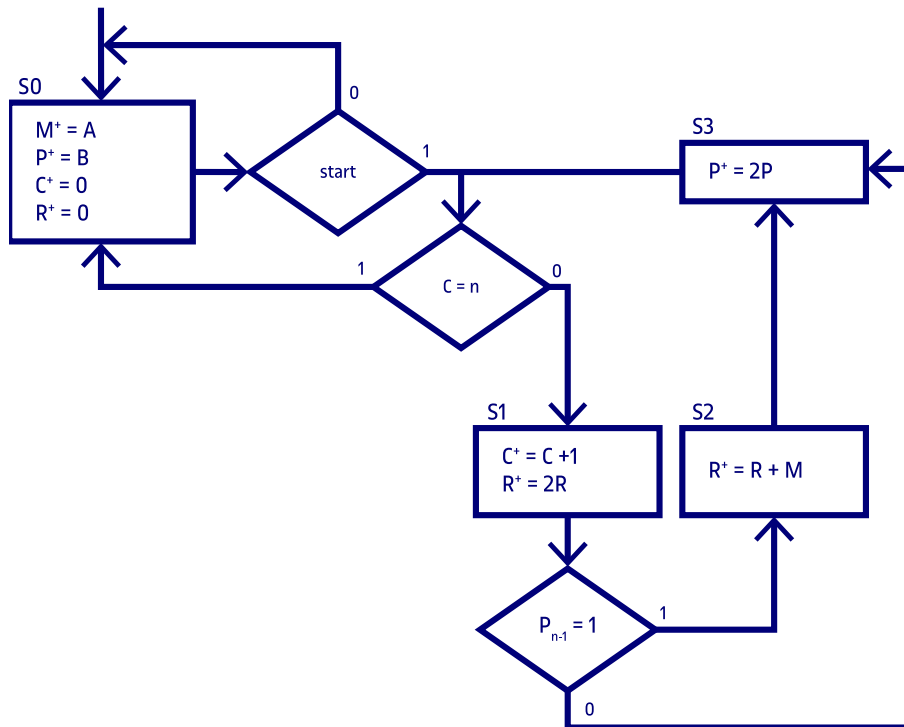 S0
M⁺ = A
P⁺ = B
C⁺ = 0
R⁺ = 0
0
start
1
S3
P⁺ = 2P
1
C = n
0
S1
C⁺ = C +1
R⁺ = 2R
S2
R⁺ = R + M
Pₙ₋₁ = 1
1
0